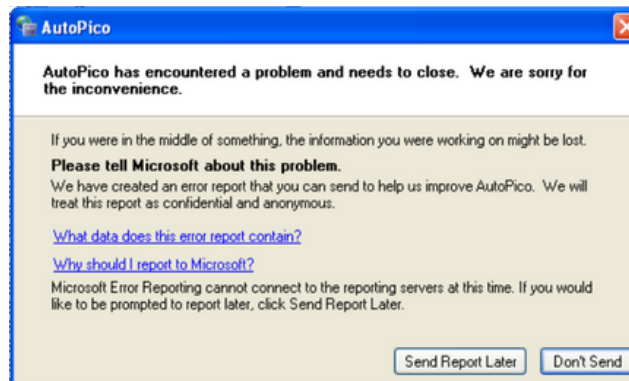 AutoPico
AutoPico has encountered a problem and needs to close. We are sorry for
the inconvenience.
If you were in the middle of something, the information you were working on might be lost.
Please tell Microsoft about this problem.
We have created an error report that you can send to help us improve AutoPico. We will
treat this report as confidential and anonymous.
What data does this error report contain?
Why should I report to Microsoft?
Microsoft Error Reporting cannot connect to the reporting servers at this time. If you would
like to be prompted to report later, click Send Report Later.
Send Report Later Don't Send